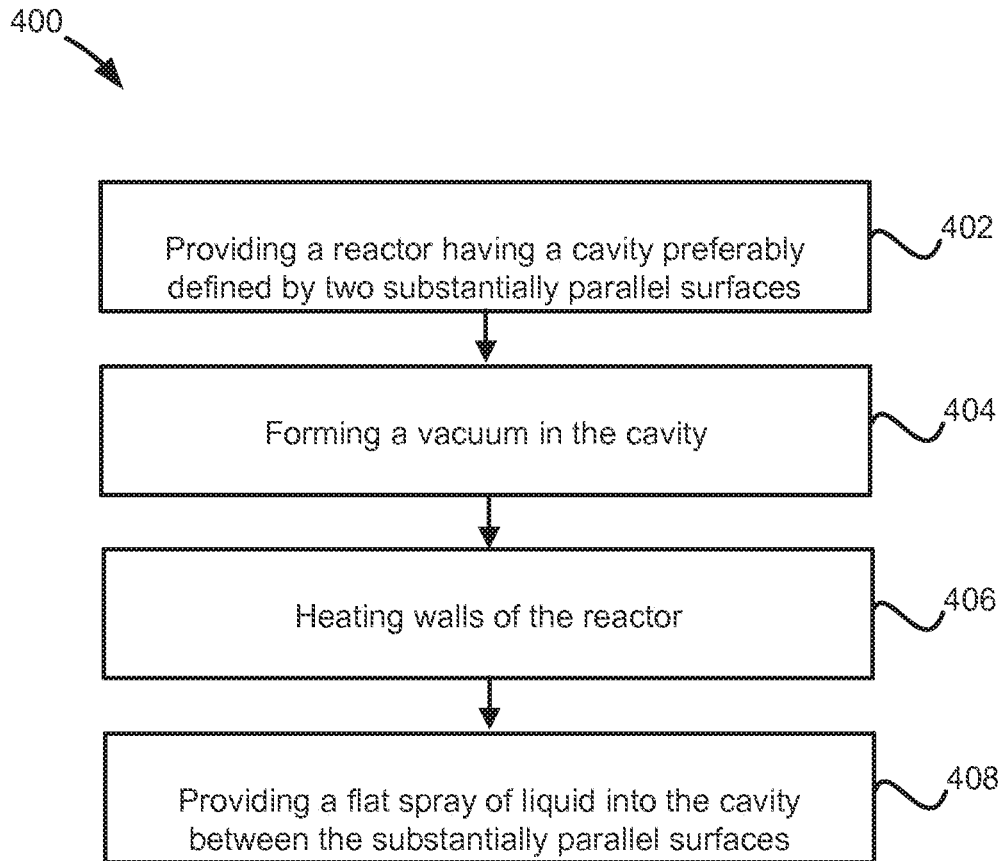 400
Providing a reactor having a cavity preferably
defined by two substantially parallel surfaces
402
Forming a vacuum in the cavity
404
Heating walls of the reactor
406
Providing a flat spray of liquid into the cavity
between the substantially parallel surfaces
408